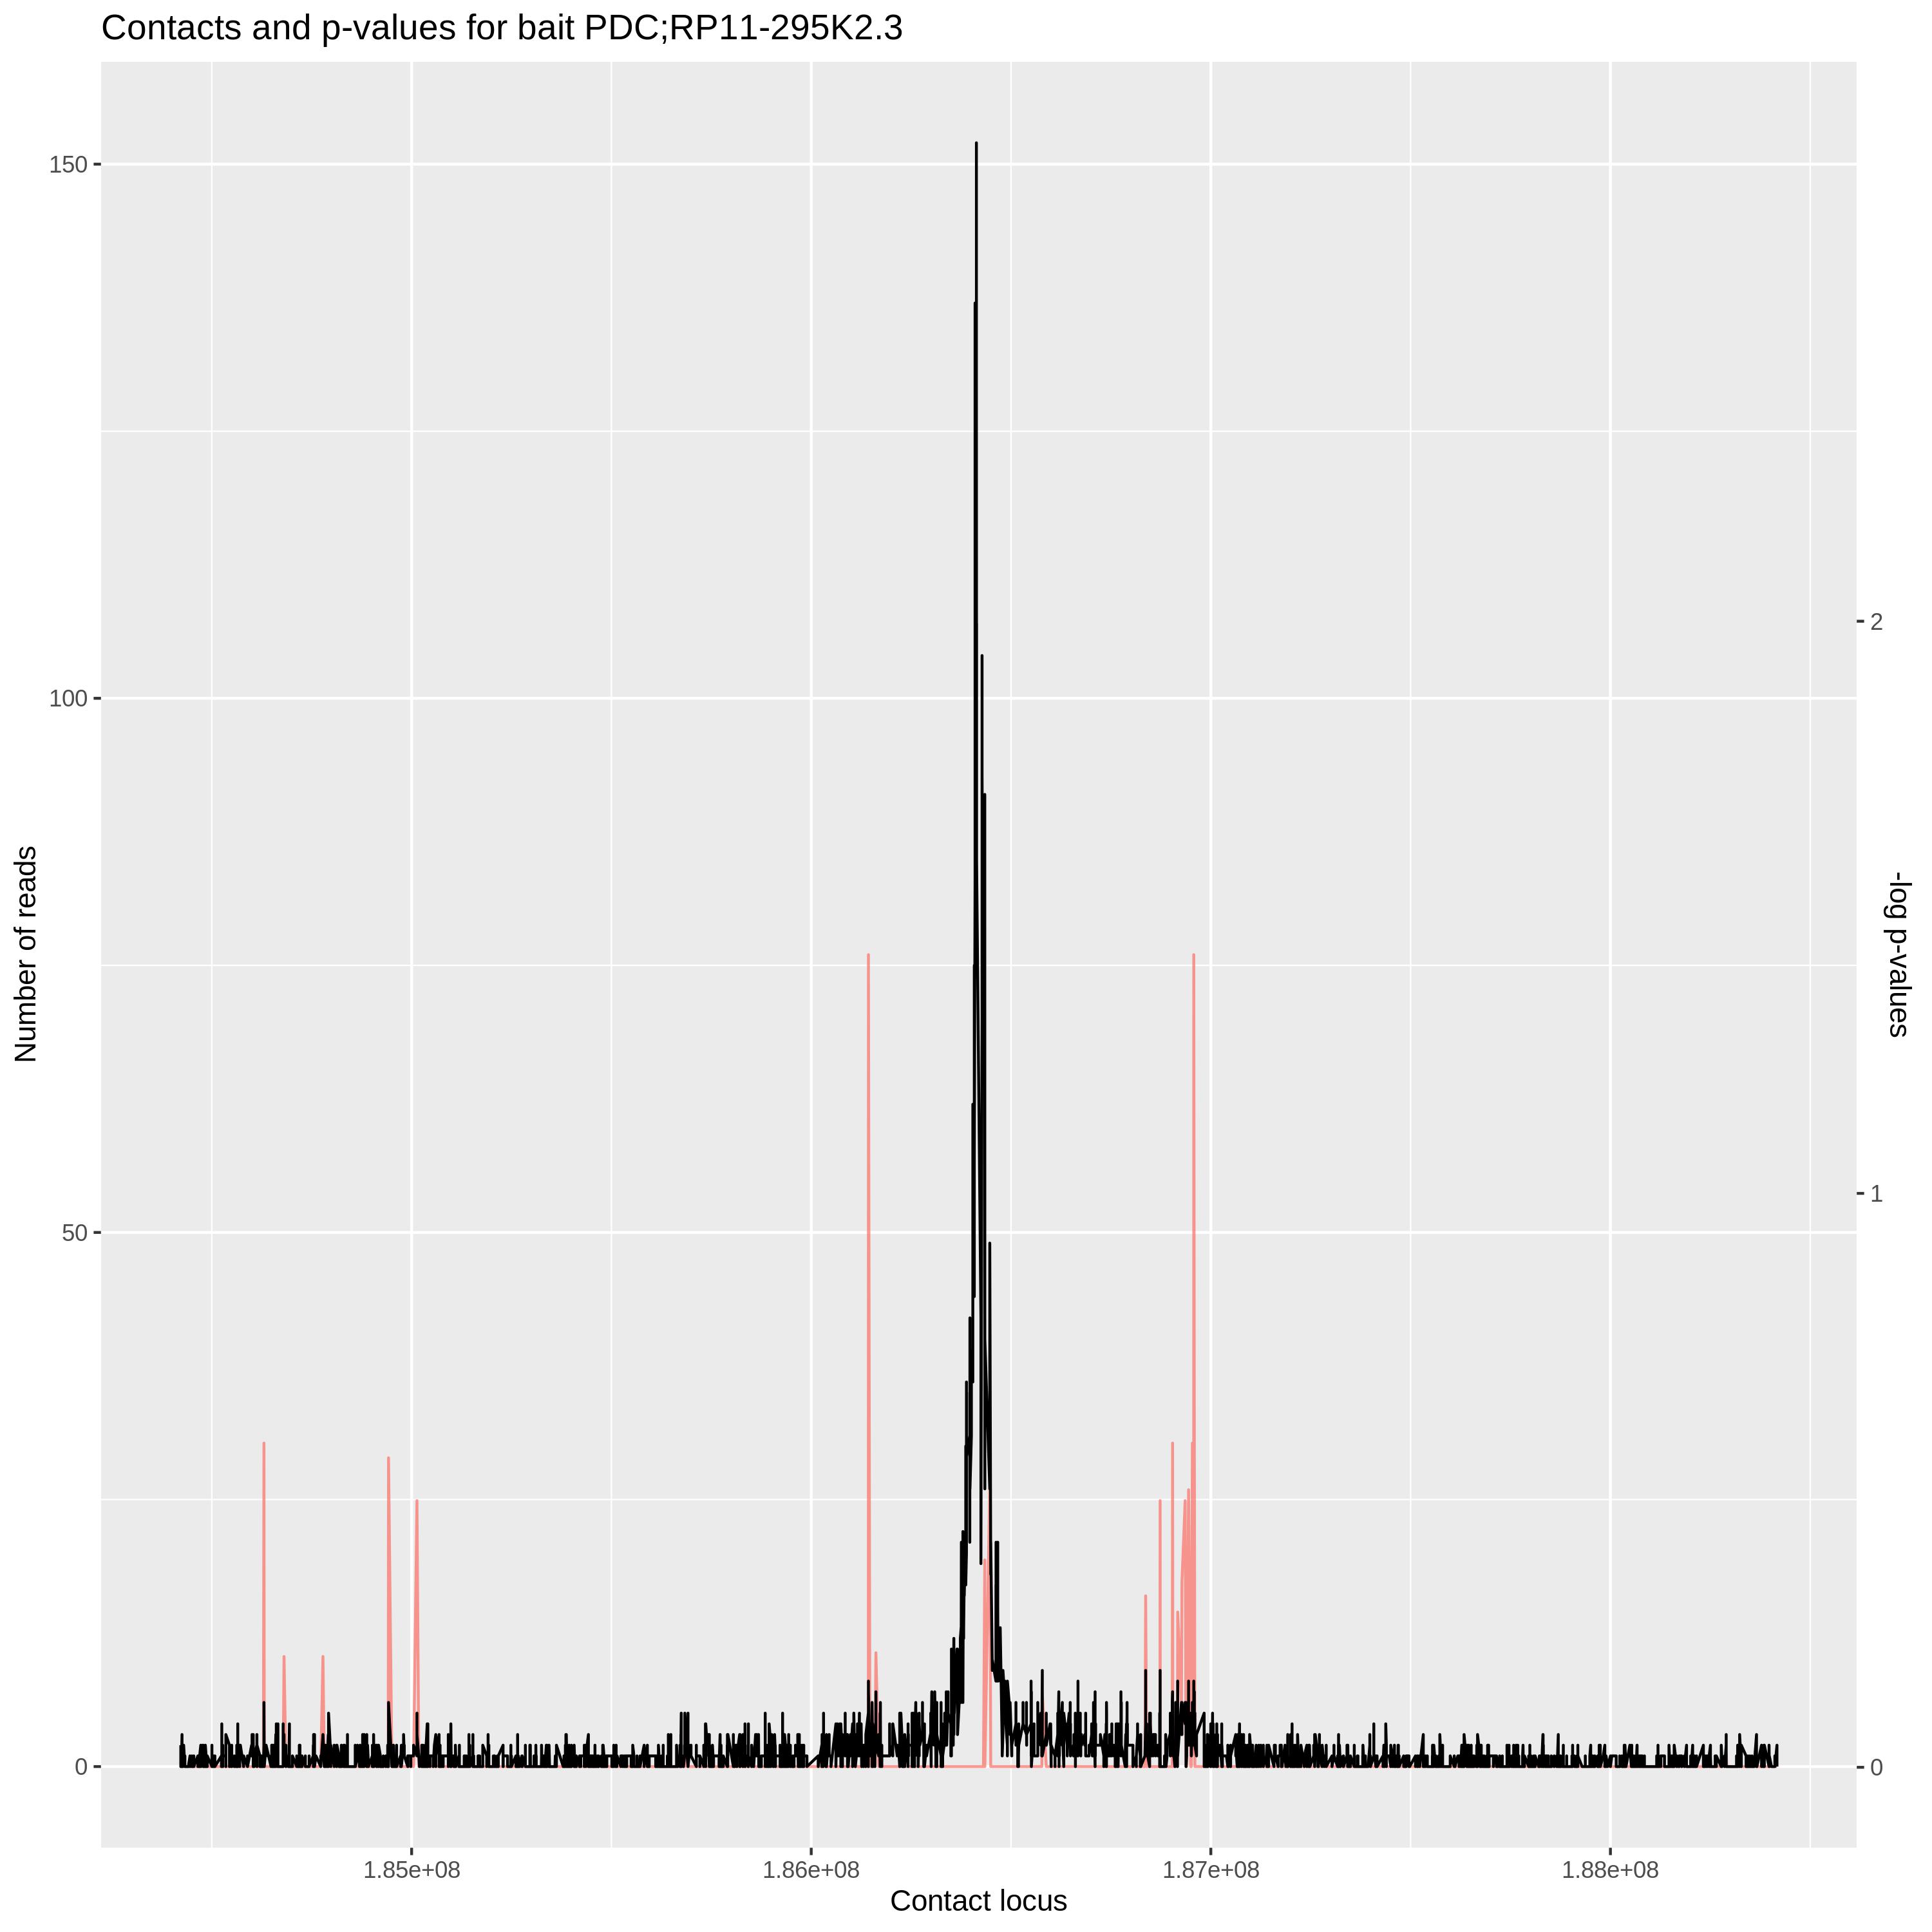 Contacts and p-values for bait PDC;RP11-295K2.3
150
100
50
0
Number of reads
2
1
0
-log p-values
1.85e+08
1.86e+08
1.87e+08
1.88e+08
Contact locus